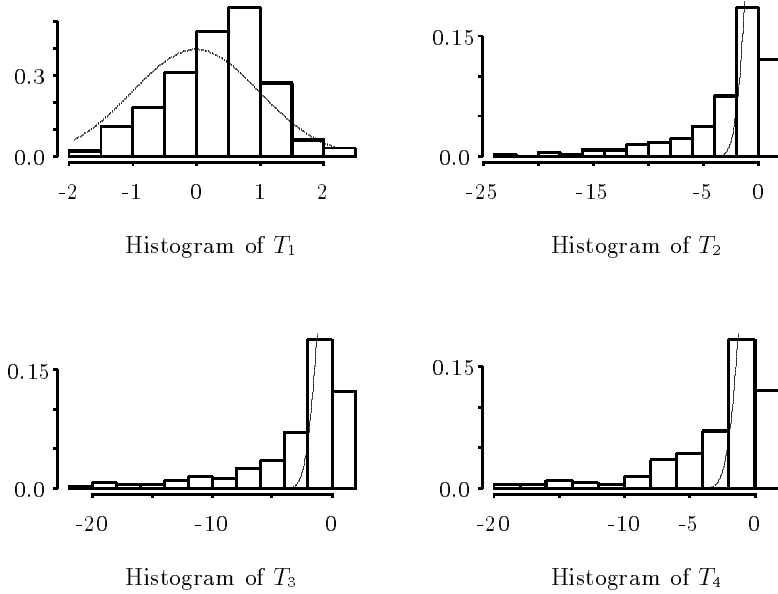 0.3
0.0
-2 -1 0 1 2
Histogram of T1
0.15
0.0
-25 -15 -5 0
Histogram of T2
0.15
0.0
-20 -10 0
Histogram of T3
0.15
0.0
-20 -10 -5 0
Histogram of T4